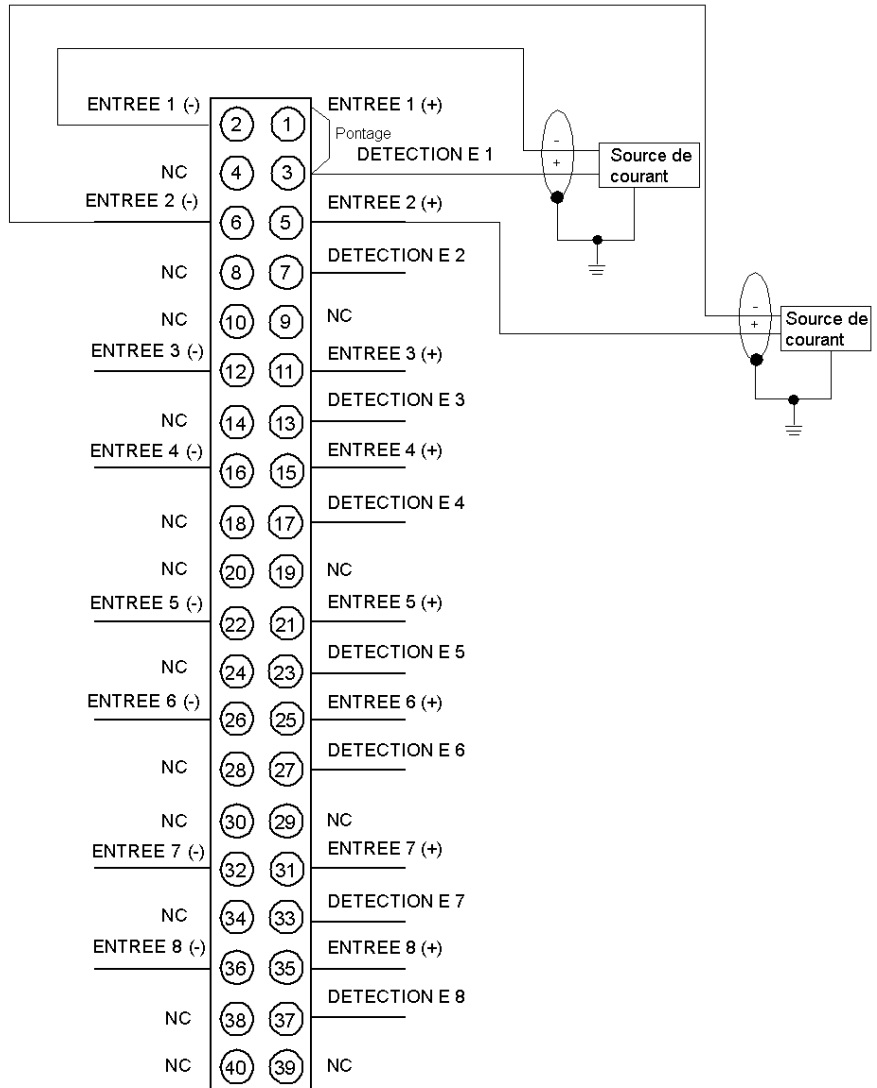 ENTREE 1 (-) 2 1 ENTREE 1 (+)
Pontage
NC 4 3 DETECTION E 1
-
+
Source de
courant
ENTREE 2 (-) 6 5 ENTREE 2 (+)
NC 8 7 DETECTION E 2
NC 10 9 NC
-
+
Source de
courant
ENTREE 3 (-) 12 11 ENTREE 3 (+)
NC 14 13 DETECTION E 3
ENTREE 4 (-) 16 15 ENTREE 4 (+)
NC 18 17 DETECTION E 4
NC 20 19 NC
ENTREE 5 (-) 22 21 ENTREE 5 (+)
NC 24 23 DETECTION E 5
ENTREE 6 (-) 26 25 ENTREE 6 (+)
NC 28 27 DETECTION E 6
NC 30 29 NC
ENTREE 7 (-) 32 31 ENTREE 7 (+)
NC 34 33 DETECTION E 7
ENTREE 8 (-) 36 35 ENTREE 8 (+)
NC 38 37 DETECTION E 8
NC 40 39 NC